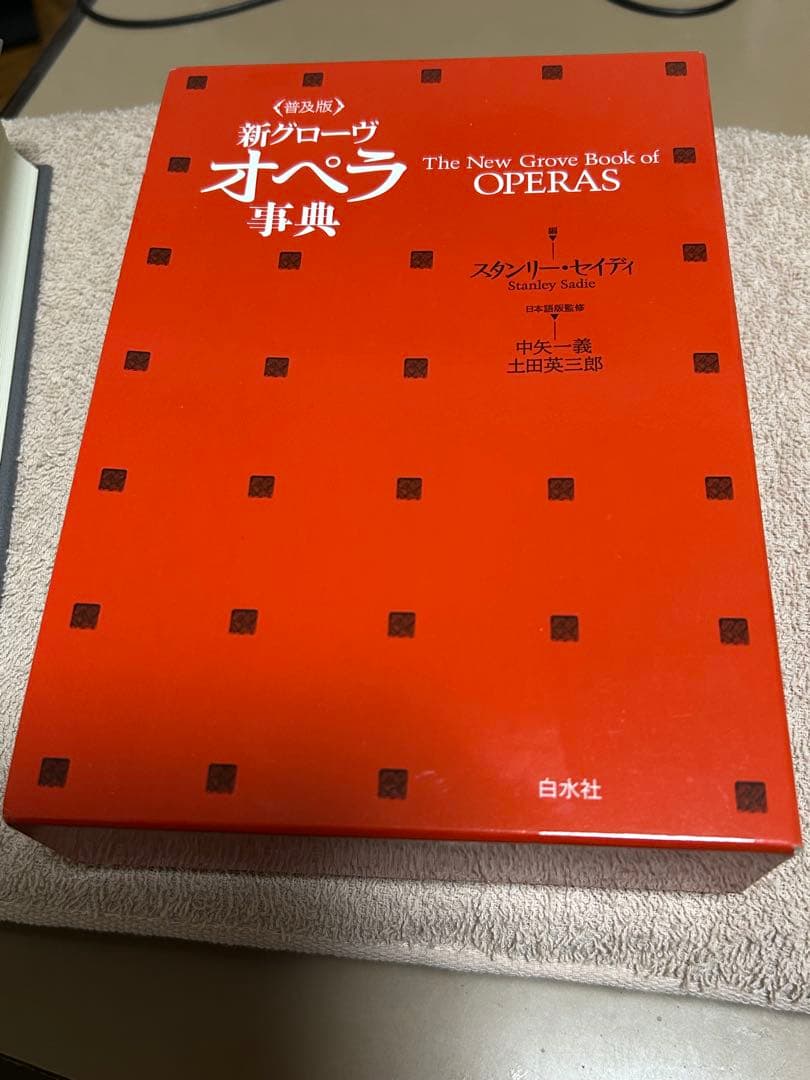 〈普及版〉
新グローヴ
オペラ
事典
The New Grove Book of
OPERAS
編
スタンリー・セイディ
Stanley Sadie
日本語版監修
中矢一義
土田英三郎
白水社